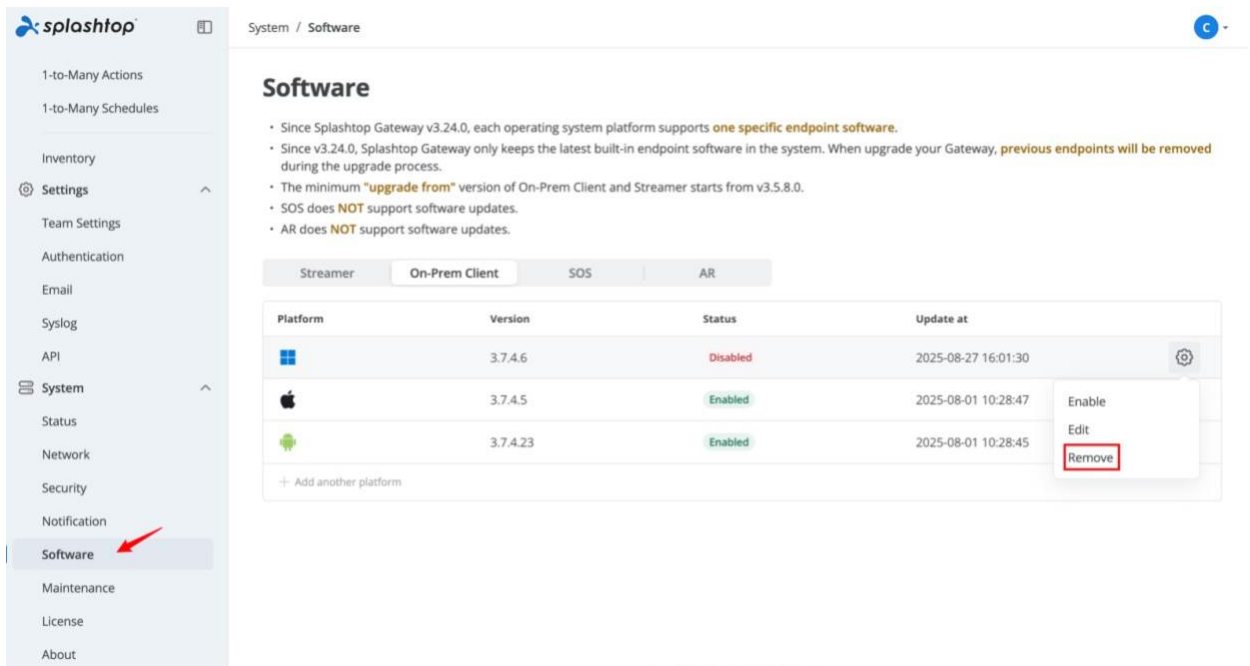 splashtop
System / Software
C
1-to-Many Actions
1-to-Many Schedules
Inventory
Settings
Team Settings
Authentication
Email
Syslog
API
System
Status
Network
Security
Notification
Software
Maintenance
License
About
Software
• Since Splashtop Gateway v3.24.0, each operating system platform supports one specific endpoint software.
• Since v3.24.0, Splashtop Gateway only keeps the latest built-in endpoint software in the system. When upgrade your Gateway, previous endpoints will be removed
during the upgrade process.
• The minimum "upgrade from" version of On-Prem Client and Streamer starts from v3.5.8.0.
• SOS does NOT support software updates.
• AR does NOT support software updates.
Streamer On-Prem Client SOS AR
Platform Version Status Update at
3.7.4.6 Disabled 2025-08-27 16:01:30
3.7.4.5 Enabled 2025-08-01 10:28:47
3.7.4.23 Enabled 2025-08-01 10:28:45
+ Add another platform
Enable
Edit
Remove